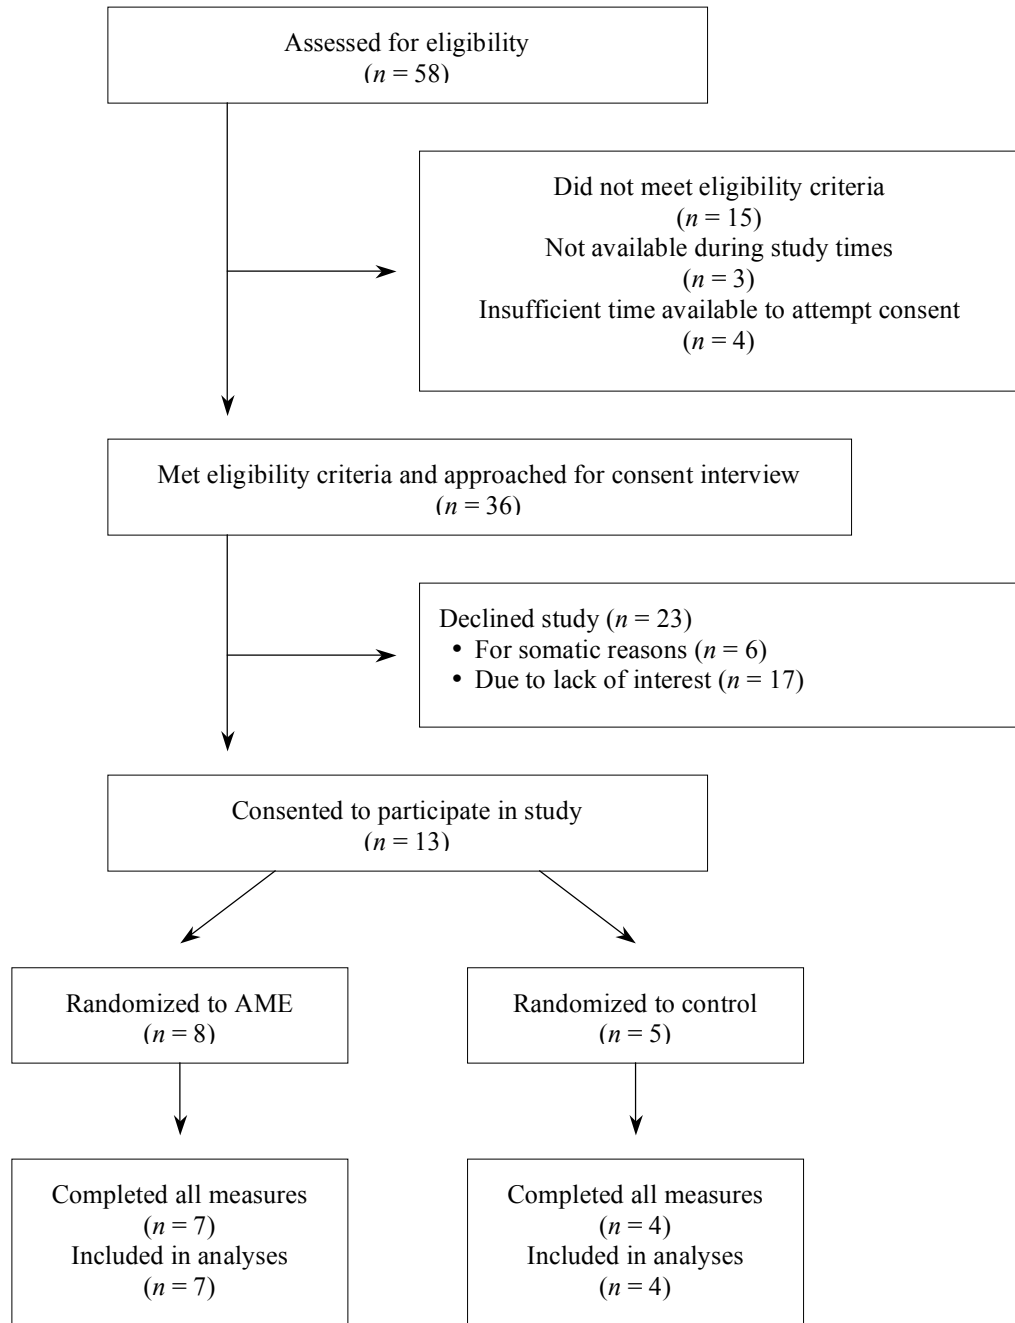 Assessed for eligibility
(n = 58)
Did not meet eligibility criteria
(n = 15)
Not available during study times
(n = 3)
Insufficient time available to attempt consent
(n = 4)
Met eligibility criteria and approached for consent interview
(n = 36)
Declined study (n = 23)
• For somatic reasons (n = 6)
• Due to lack of interest (n = 17)
Consented to participate in study
(n = 13)
Randomized to AME
(n = 8)
Randomized to control
(n = 5)
Completed all measures
(n = 7)
Included in analyses
(n = 7)
Completed all measures
(n = 4)
Included in analyses
(n = 4)